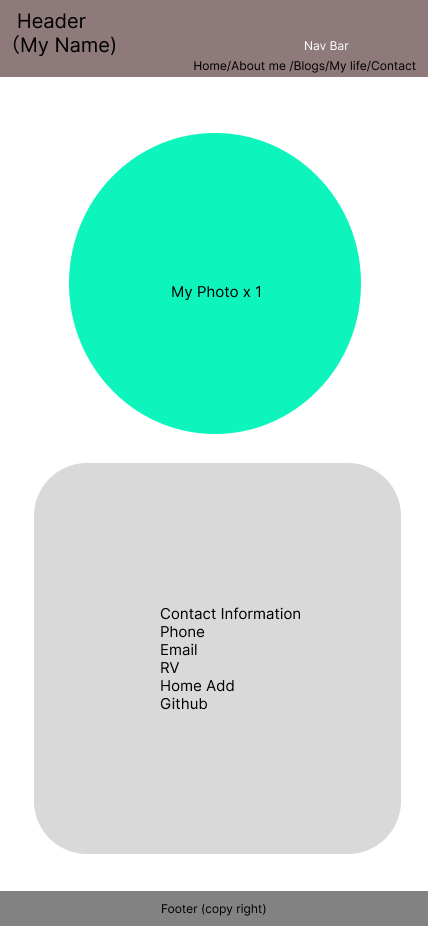 Header
(My Name)
Nav Bar
Home/About me /Blogs/My life/Contact
My Photo x 1
Contact Information
Phone
Email
RV
Home Add
Github
Footer (copy right)